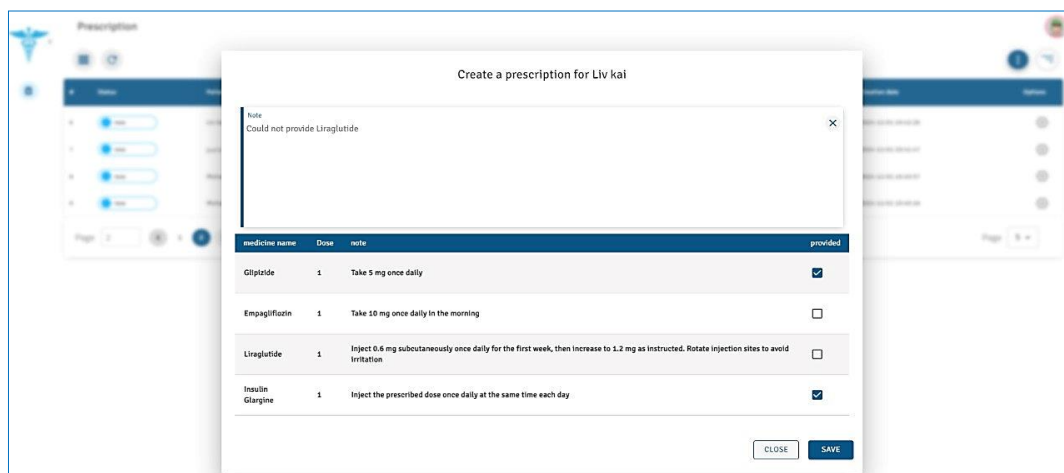 Prescription
Create a prescription for Liv kai
Note
Could not provide Liraglutide
medicine name Dose note provided
Glipizide 1 Take 5 mg once daily
Empagliflozin 1 Take 10 mg once daily in the morning
Liraglutide 1 Inject 0.6 mg subcutaneously once daily for the first week, then increase to 1.2 mg as instructed. Rotate injection sites to avoid
irritation
Insulin
Glargine 1 Inject the prescribed dose once daily at the same time each day
Page 2
Page 5
CLOSE SAVE